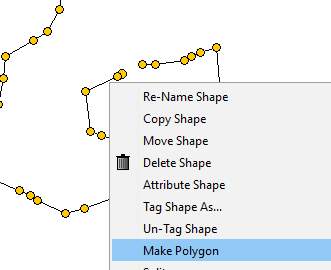 Re-Name Shape
Copy Shape
Move Shape
Delete Shape
Attribute Shape
Tag Shape As...
Un-Tag Shape
Make Polygon